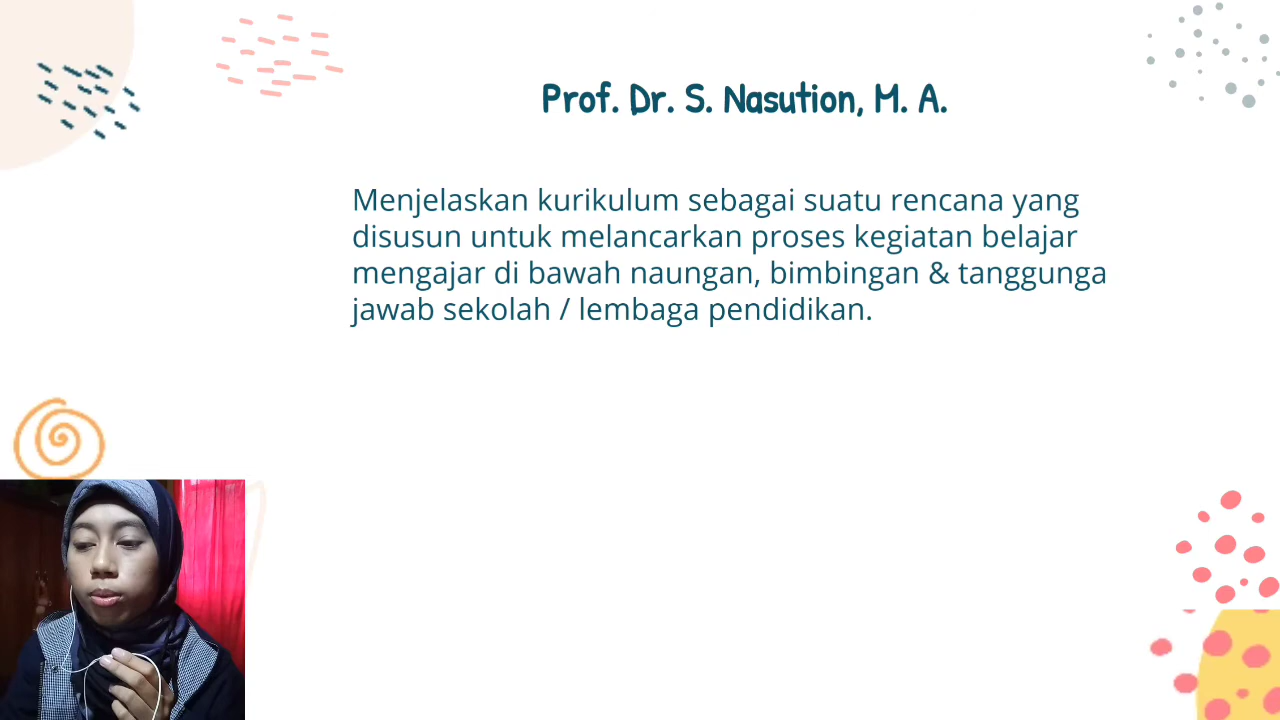 Prof. Dr. S. Nasution, M. A.
Menjelaskan kurikulum sebagai suatu rencana yang
disusun untuk melancarkan proses kegiatan belajar
mengajar di bawah naungan, bimbingan & tanggunga
jawab sekolah / lembaga pendidikan.